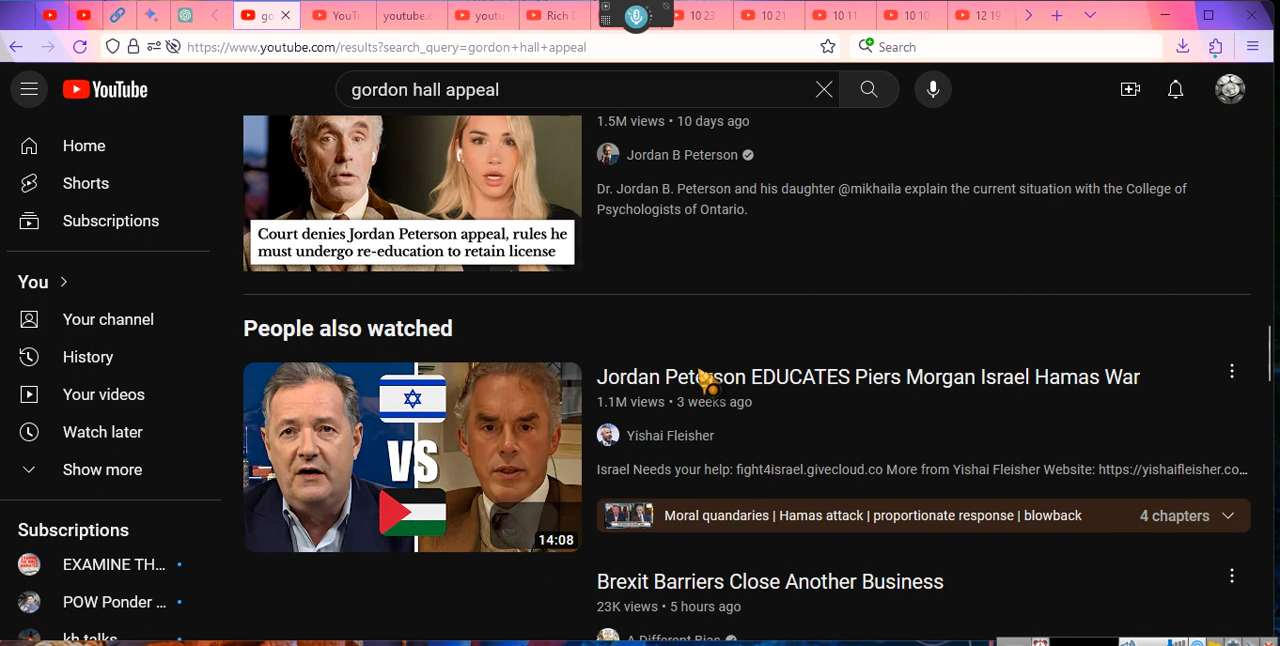 go
YouT
youtube.c
youtu
Rich
10 23
10 21
10 11
10 10
12 19
https://www.youtube.com/results?search_query=gordon+hall+appeal
Search
YouTube
gordon hall appeal
Home
Shorts
Subscriptions
You
Your channel
History
Your videos
Watch later
Show more
Subscriptions
EXAMINE TH...
POW Ponder ...
kh talks
1.5M views • 10 days ago
Jordan B Peterson
Dr. Jordan B. Peterson and his daughter @mikhaila explain the current situation with the College of
Psychologists of Ontario.
Court denies Jordan Peterson appeal, rules he
must undergo re-education to retain license
People also watched
VS
14:08
Jordan Peterson EDUCATES Piers Morgan Israel Hamas War
1.1M views • 3 weeks ago
Yishai Fleisher
Israel Needs your help: fight4israel.givecloud.co More from Yishai Fleisher Website: https://yishaifleisher.co...
Moral quandaries | Hamas attack | proportionate response | blowback
4 chapters
Brexit Barriers Close Another Business
23K views • 5 hours ago
A Different Bias